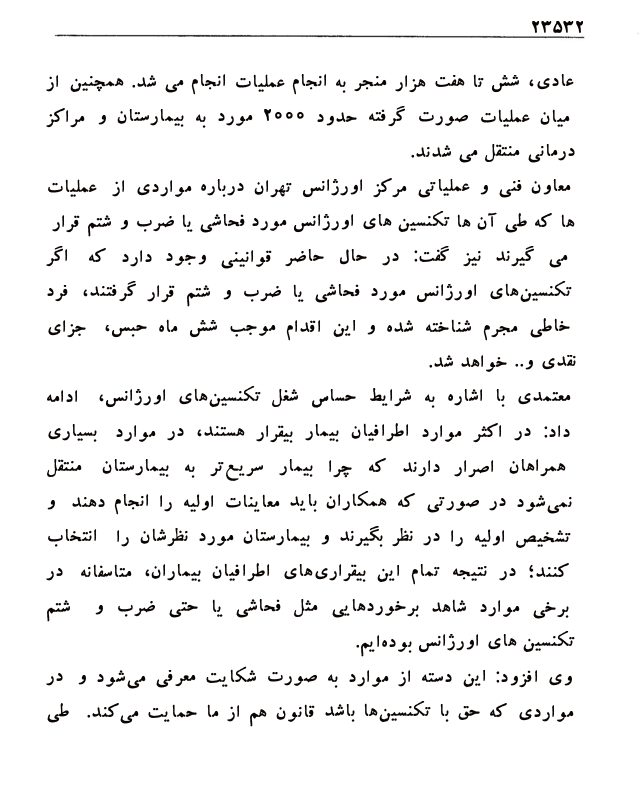 ۲۳۵۳۲
عادی، شش تا هفت هزار منجر به انجام عملیات انجام می شد. همچنین از
میان عملیات صورت گرفته حدود ۲۰۰۰ مورد به بیمارستان و مراکز
درمانی منتقل می شدند.
معاون فنی و عملیاتی مرکز اورژانس تهران درباره مواردی از عملیات
ها که طی آن ها تکنسین های اورژانس مورد فحاشی یا ضرب و شتم قرار
می گیرند نیز گفت: در حال حاضر قوانینی وجود دارد که اگر
تکنسین‌های اورژانس مورد فحاشی یا ضرب و شتم قرار گرفتند، فرد
خاطی مجرم شناخته شده و این اقدام موجب شش ماه حبس، جزای
نقدی و.. خواهد شد.
معتمدی با اشاره به شرایط حساس شغل تکنسین‌های اورژانس، ادامه
داد: در اکثر موارد اطرافیان بیمار بیقرار هستند، در موارد بسیاری
همراهان اصرار دارند که چرا بیمار سریع‌تر به بیمارستان منتقل
نمی‌شود در صورتی که همکاران باید معاینات اولیه را انجام دهند و
تشخیص اولیه را در نظر بگیرند و بیمارستان مورد نظرشان را انتخاب
کنند؛ در نتیجه تمام این بیقراری‌های اطرافیان بیماران، متاسفانه در
برخی موارد شاهد برخوردهایی مثل فحاشی یا حتی ضرب و شتم
تکنسین های اورژانس بوده‌ایم.
وی افزود: این دسته از موارد به صورت شکایت معرفی می‌شود و در
مواردی که حق با تکنسین‌ها باشد قانون هم از ما حمایت می‌کند. طی